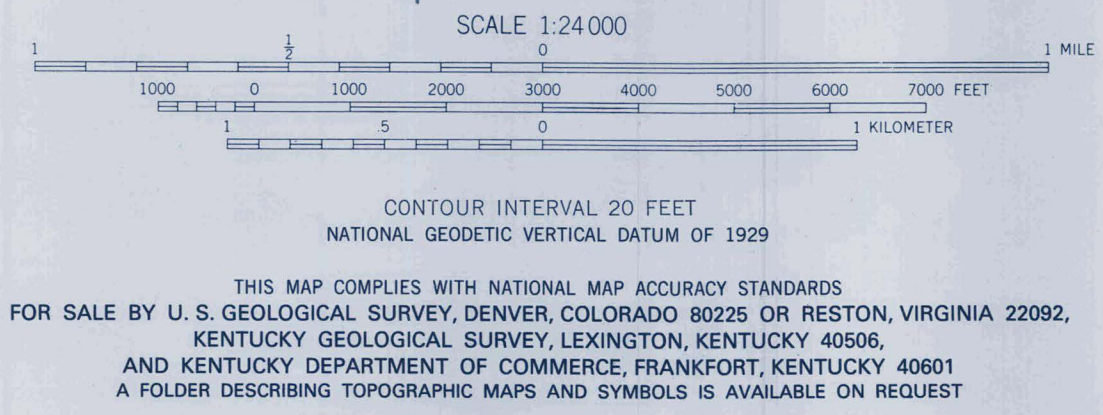 SCALE 1:24 000
1 1/2 0 1 MILE
1000 0 1000 2000 3000 4000 5000 6000 7000 FEET
1 .5 0 1 KILOMETER
CONTOUR INTERVAL 20 FEET
NATIONAL GEODETIC VERTICAL DATUM OF 1929
THIS MAP COMPLIES WITH NATIONAL MAP ACCURACY STANDARDS
FOR SALE BY U. S. GEOLOGICAL SURVEY, DENVER, COLORADO 80225 OR RESTON, VIRGINIA 22092,
KENTUCKY GEOLOGICAL SURVEY, LEXINGTON, KENTUCKY 40506,
AND KENTUCKY DEPARTMENT OF COMMERCE, FRANKFORT, KENTUCKY 40601
A FOLDER DESCRIBING TOPOGRAPHIC MAPS AND SYMBOLS IS AVAILABLE ON REQUEST